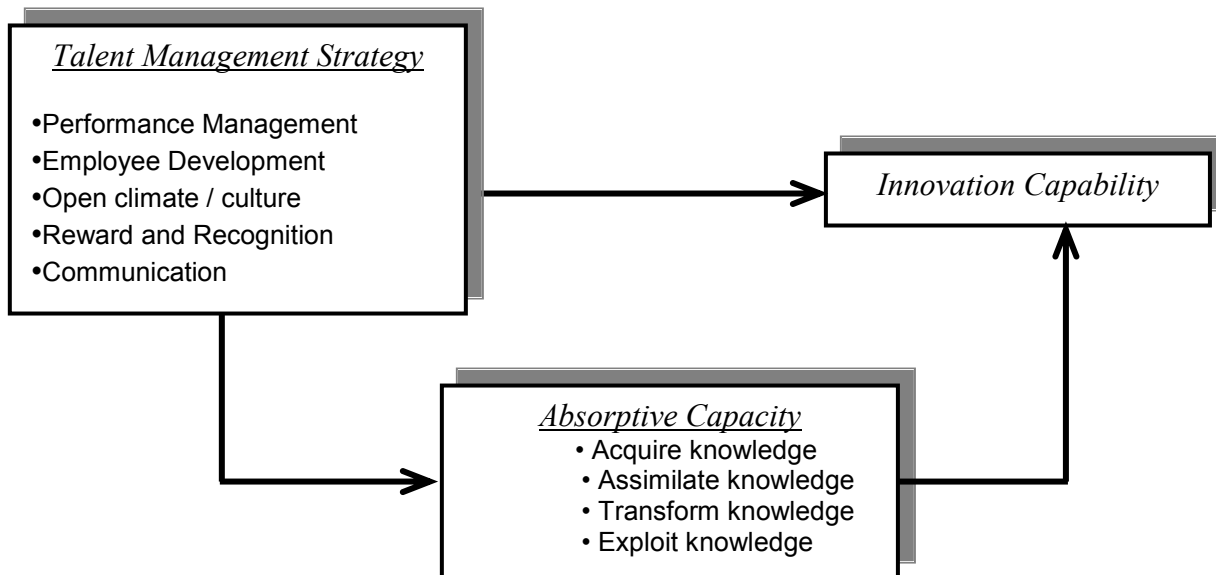 Talent Management Strategy
•Performance Management
•Employee Development
•Open climate / culture
•Reward and Recognition
•Communication
Innovation Capability
Absorptive Capacity
• Acquire knowledge
• Assimilate knowledge
• Transform knowledge
• Exploit knowledge